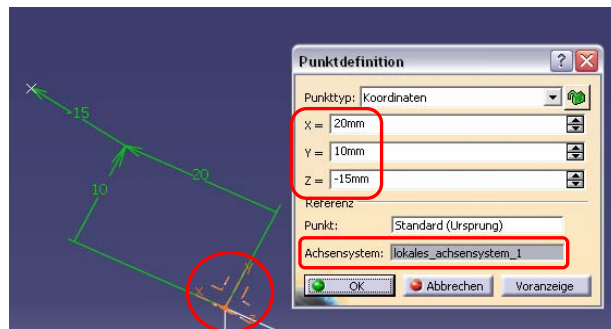 Punktdefinition
Punkttyp: Koordinaten
X = 20mm
Y = 10mm
Z = -15mm
Referenz
Punkt: Standard (Ursprung)
Achsensystem: lokales_achsensystem_1
OK Abbrechen Voranzeige
-15
20
10
x
y
z